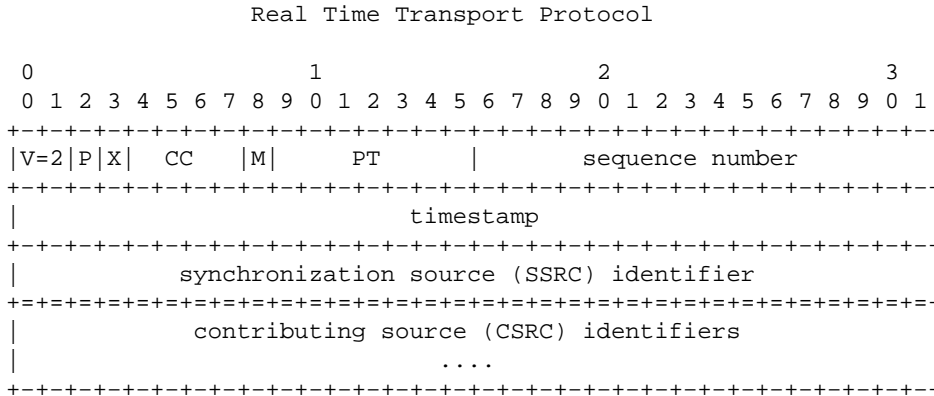 Real Time Transport Protocol
0                   1                   2                   3
0 1 2 3 4 5 6 7 8 9 0 1 2 3 4 5 6 7 8 9 0 1 2 3 4 5 6 7 8 9 0 1
+-+-+-+-+-+-+-+-+-+-+-+-+-+-+-+-+-+-+-+-+-+-+-+-+-+-+-+-+-+-+-+-
|V=2|P|X|  CC   |M|     PT      |       sequence number
+-+-+-+-+-+-+-+-+-+-+-+-+-+-+-+-+-+-+-+-+-+-+-+-+-+-+-+-+-+-+-+-
|                           timestamp
+-+-+-+-+-+-+-+-+-+-+-+-+-+-+-+-+-+-+-+-+-+-+-+-+-+-+-+-+-+-+-+-
|           synchronization source (SSRC) identifier
+=+=+=+=+=+=+=+=+=+=+=+=+=+=+=+=+=+=+=+=+=+=+=+=+=+=+=+=+=+=+=+-
|            contributing source (CSRC) identifiers
|                             ....
+-+-+-+-+-+-+-+-+-+-+-+-+-+-+-+-+-+-+-+-+-+-+-+-+-+-+-+-+-+-+-+-